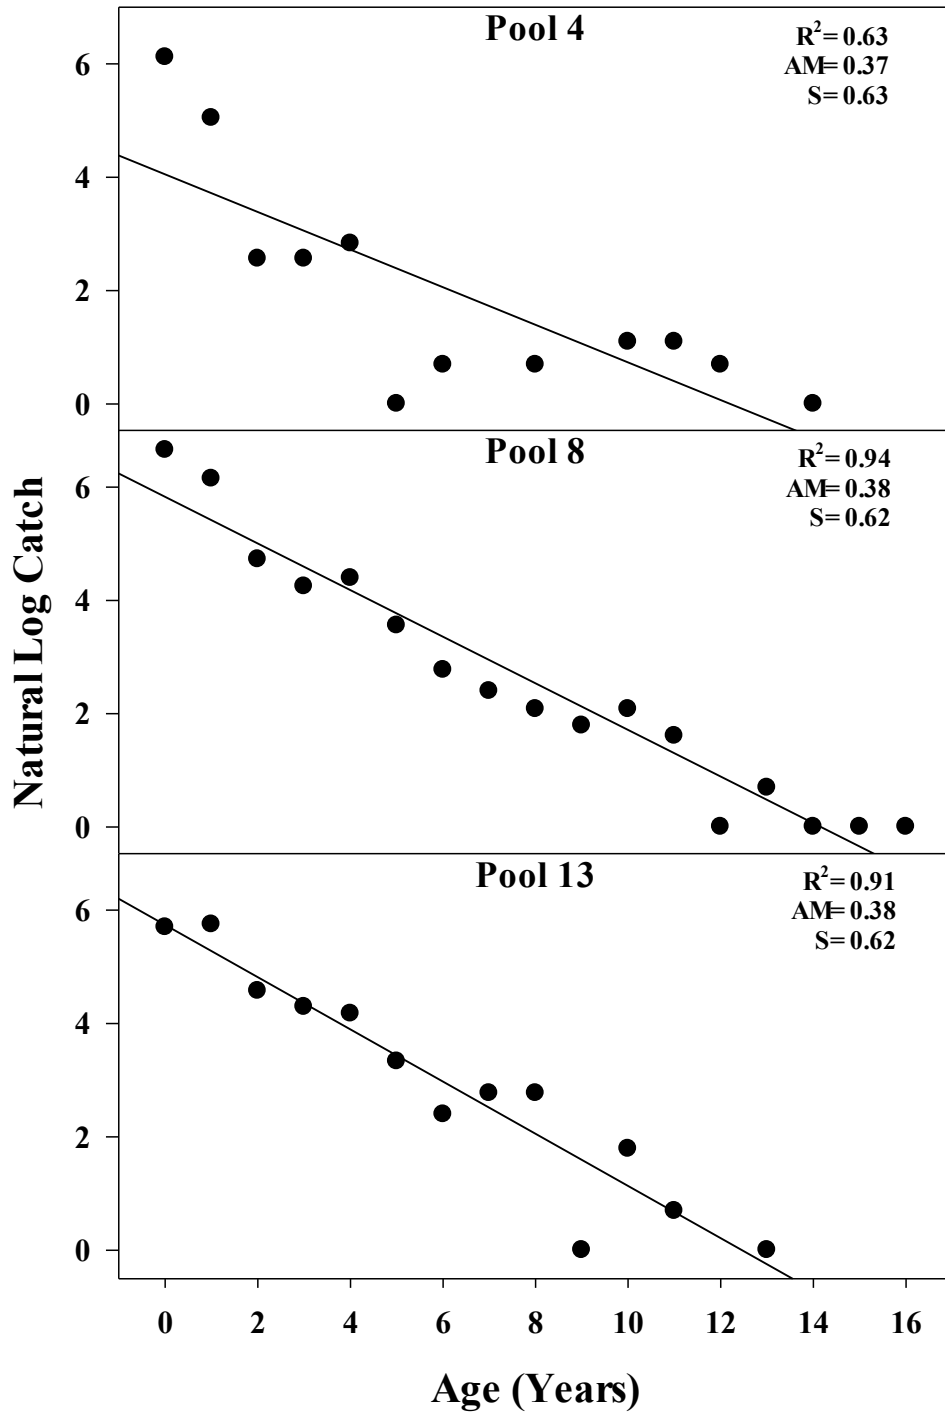 Pool 4
R²= 0.63
AM= 0.37
S= 0.63
6
4
2
0
Pool 8
R²= 0.94
AM= 0.38
S= 0.62
6
4
2
0
Natural Log Catch
Pool 13
R²= 0.91
AM= 0.38
S= 0.62
6
4
2
0
0 2 4 6 8 10 12 14 16
Age (Years)